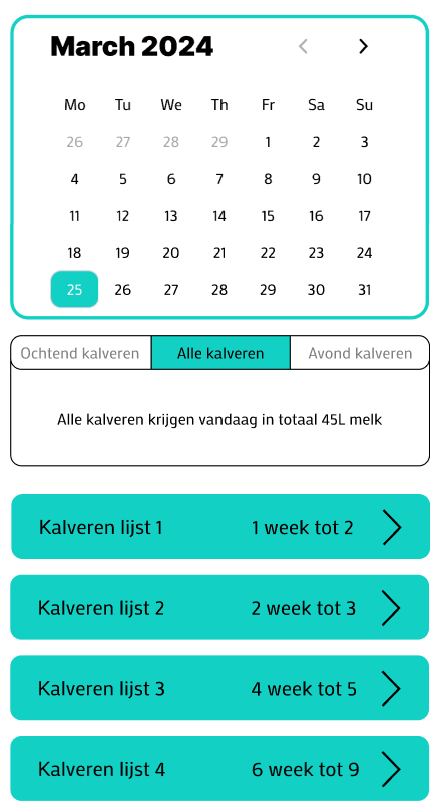 March 2024
Mo Tu We Th Fr Sa Su
26 27 28 29 1 2 3
4 5 6 7 8 9 10
11 12 13 14 15 16 17
18 19 20 21 22 23 24
25 26 27 28 29 30 31
Ochtend kalveren Alle kalveren Avond kalveren
Alle kalveren krijgen vandaag in totaal 45L melk
Kalveren lijst 1 1 week tot 2
Kalveren lijst 2 2 week tot 3
Kalveren lijst 3 4 week tot 5
Kalveren lijst 4 6 week tot 9